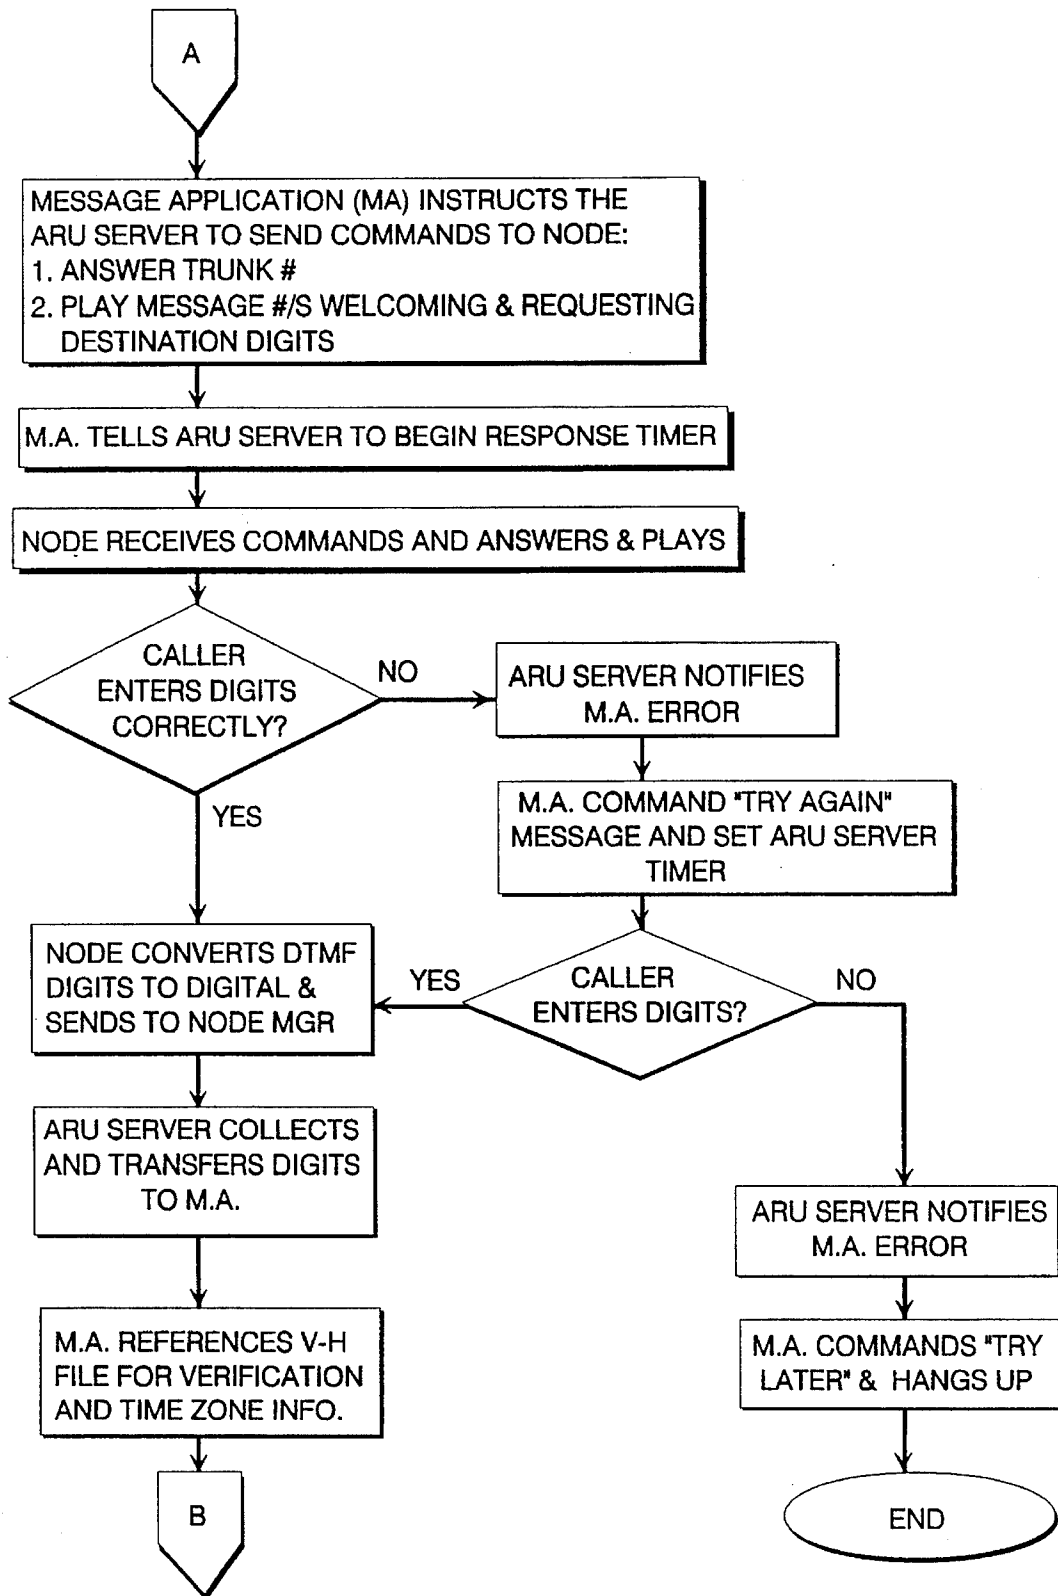 A
MESSAGE APPLICATION (MA) INSTRUCTS THE
ARU SERVER TO SEND COMMANDS TO NODE:
1. ANSWER TRUNK #
2. PLAY MESSAGE #/S WELCOMING & REQUESTING
DESTINATION DIGITS
M.A. TELLS ARU SERVER TO BEGIN RESPONSE TIMER
NODE RECEIVES COMMANDS AND ANSWERS & PLAYS
CALLER
ENTERS DIGITS
CORRECTLY?
NO
ARU SERVER NOTIFIES
M.A. ERROR
YES
M.A. COMMAND "TRY AGAIN"
MESSAGE AND SET ARU SERVER
TIMER
NODE CONVERTS DTMF
DIGITS TO DIGITAL &
SENDS TO NODE MGR
YES
CALLER
ENTERS DIGITS?
NO
ARU SERVER COLLECTS
AND TRANSFERS DIGITS
TO M.A.
ARU SERVER NOTIFIES
M.A. ERROR
M.A. REFERENCES V-H
FILE FOR VERIFICATION
AND TIME ZONE INFO.
M.A. COMMANDS "TRY
LATER" & HANGS UP
B
END